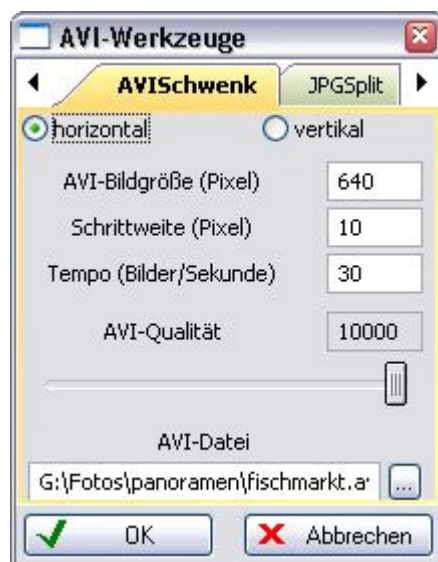 AVI-Werkzeuge
AVISchwenk JPGSplit
horizontal vertikal
AVI-Bildgröße (Pixel) 640
Schrittweite (Pixel) 10
Tempo (Bilder/Sekunde) 30
AVI-Qualität 10000
AVI-Datei
G:\Fotos\panoramen\fischmarkt.a ...
OK Abbrechen